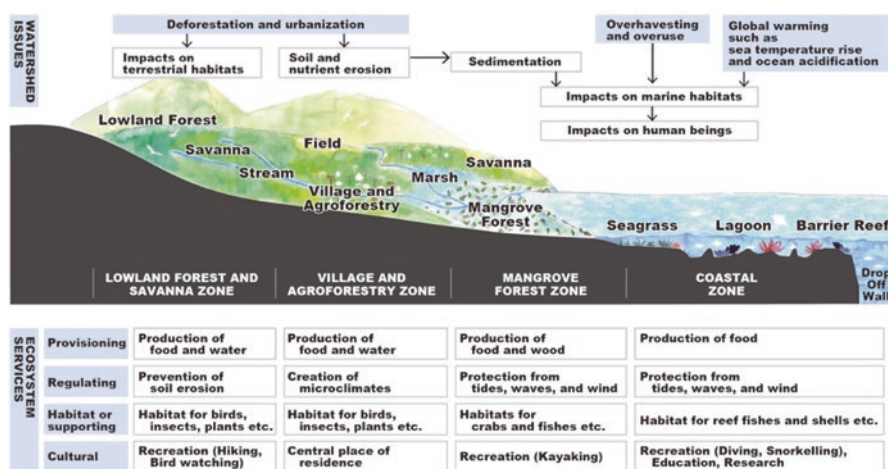 WATERSHED
ISSUES
Deforestation and urbanization
Overhavesting
and overuse
Global warming
such as
sea temperature rise
and ocean acidification
Impacts on
terrestrial habitats
Soil and
nutrient erosion
Sedimentation
Impacts on marine habitats
Impacts on human beings
Lowland Forest
Savanna
Stream
Field
Village and
Agroforestry
Marsh
Savanna
Mangrove
Forest
Seagrass
Lagoon
Barrier Reef
LOWLAND FOREST AND
SAVANNA ZONE
VILLAGE AND
AGROFORESTRY ZONE
MANGROVE
FOREST ZONE
COASTAL
ZONE
Drop
Off
Wall
ECOSYSTEM
SERVICES
Provisioning
Production of
food and water
Production of
food and water
Production of
food and wood
Production of food
Regulating
Prevention of
soil erosion
Creation of
microclimates
Protection from
tides, waves, and wind
Protection from
tides, waves, and wind
Habitat or
supporting
Habitat for birds,
insects, plants etc.
Habitat for birds,
insects, plants etc.
Habitats for
crabs and fishes etc.
Habitat for reef fishes and shells etc.
Cultural
Recreation (Hiking,
Bird watching)
Central place of
residence
Recreation (Kayaking)
Recreation (Diving, Snorkelling),
Education, Research